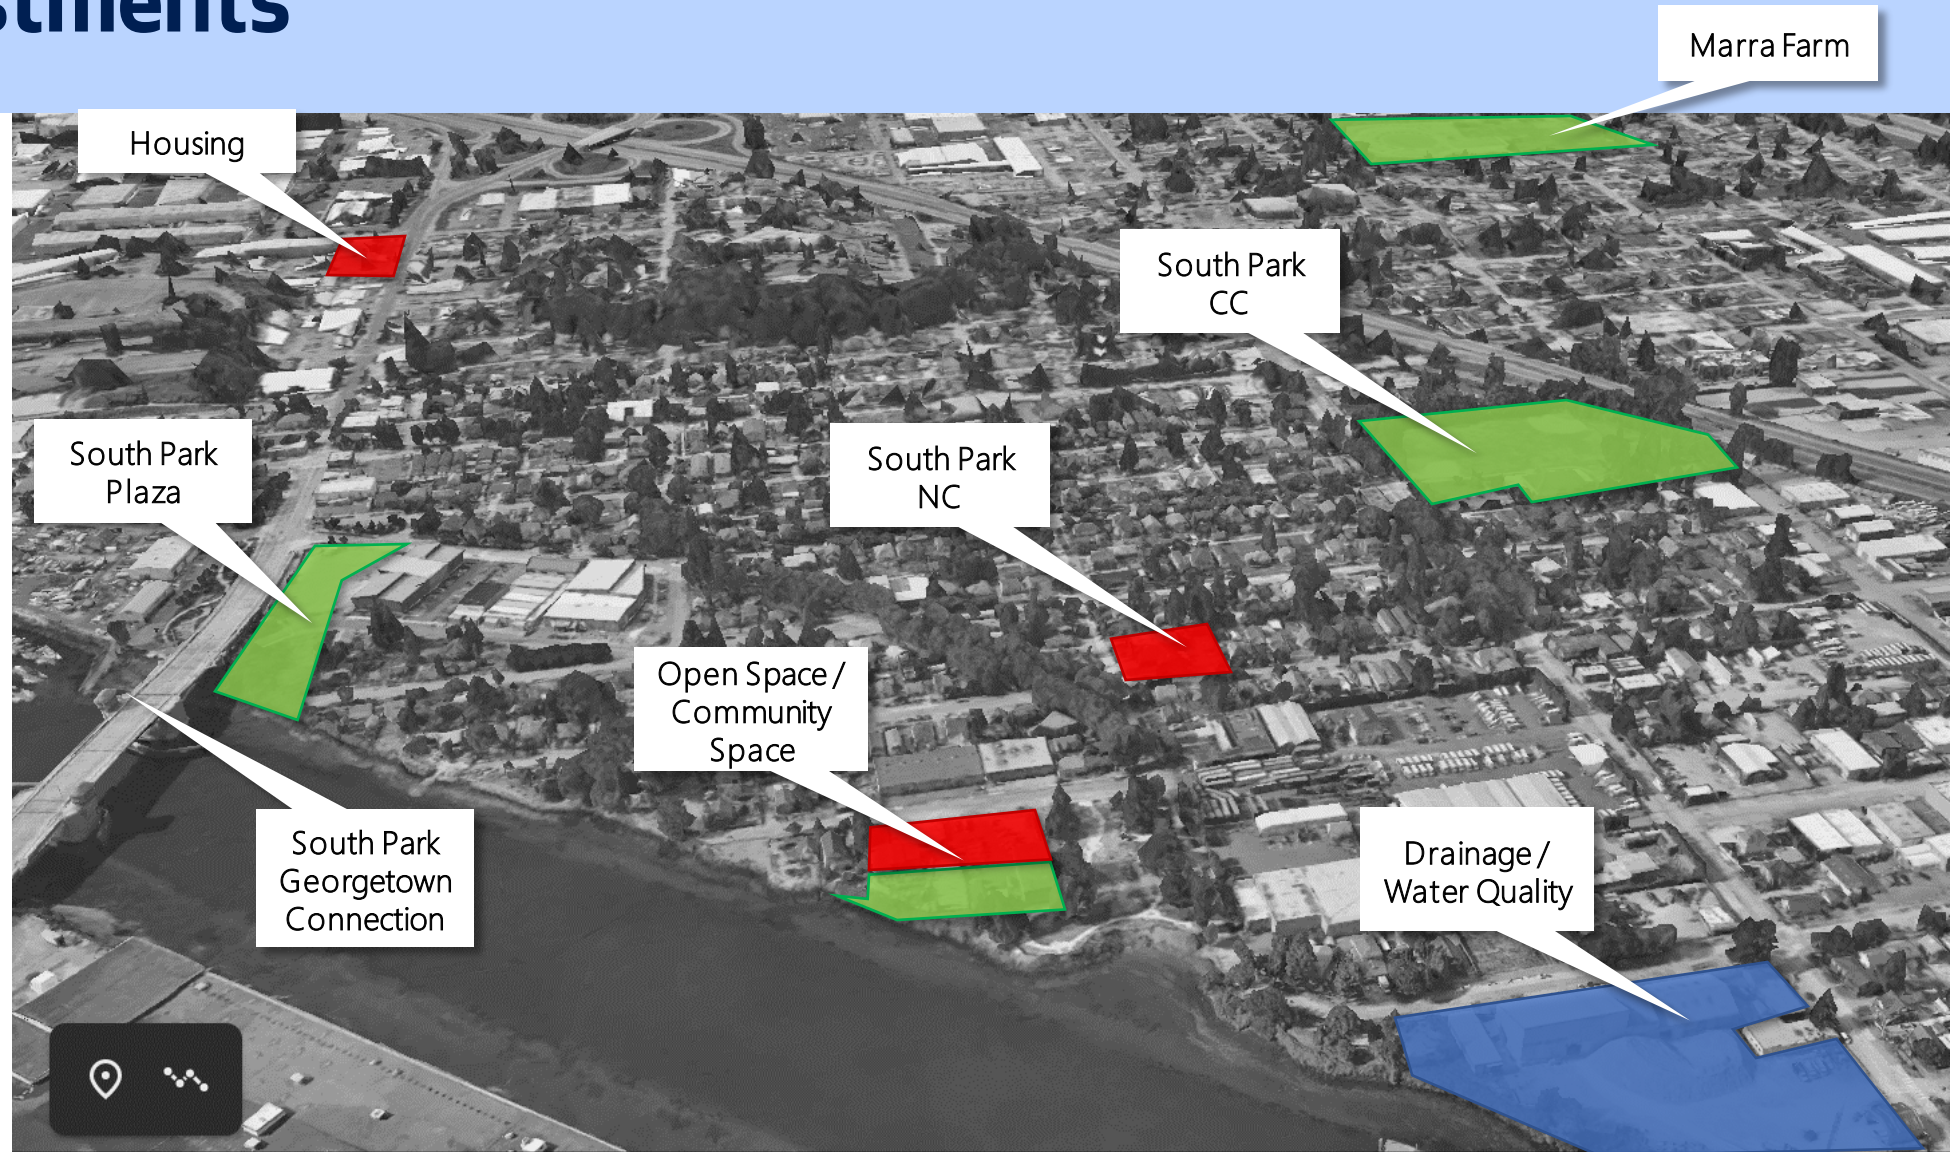 Marra Farm
Housing
South Park
CC
South Park
Plaza
South Park
NC
Open Space /
Community
Space
South Park
Georgetown
Connection
Drainage /
Water Quality